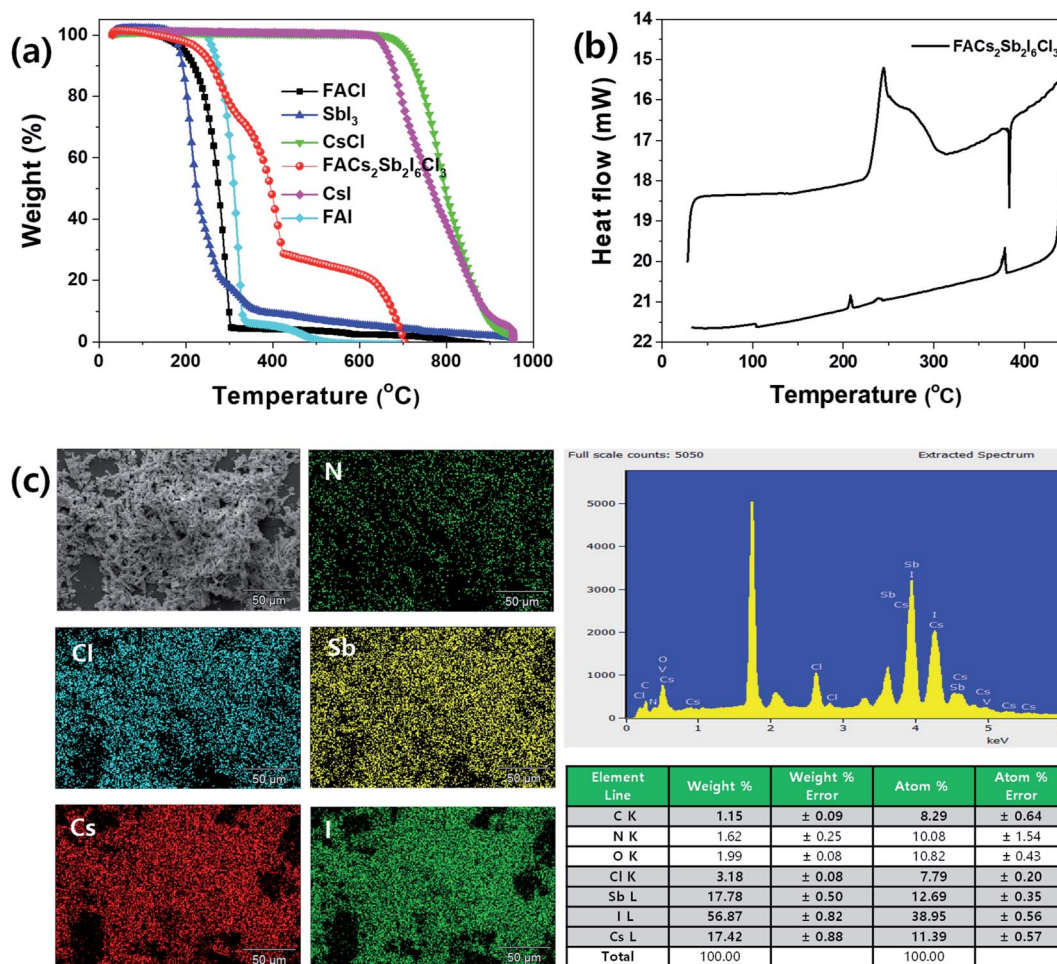 (a)
100
80
60
40
20
0
Weight (%)
FACl
SbI₃
CsCl
FACs₂Sb₂I₆Cl₃
CsI
FAI
0 200 400 600 800 1000
Temperature (°C)
(b)
14
15
16
17
18
19
20
21
22
Heat flow (mW)
FACs₂Sb₂I₆Cl₃
0 100 200 300 400
Temperature (°C)
(c)
50 µm
N
50 µm
Cl
50 µm
Sb
50 µm
Cs
50 µm
I
50 µm
Full scale counts: 5050 Extracted Spectrum
5000
4000
3000
2000
1000
0
O
V
Cl C Cs
N
Cs
Cl
Cl
Sb
Cs
Sb
I
I
Cs
Cs
Sb
Cs
V
Cs Cs
0 1 2 3 4 5
keV
Element Line Weight % Weight % Error Atom % Atom % Error
C K 1.15 ± 0.09 8.29 ± 0.64
N K 1.62 ± 0.25 10.08 ± 1.54
O K 1.99 ± 0.08 10.82 ± 0.43
Cl K 3.18 ± 0.08 7.79 ± 0.20
Sb L 17.78 ± 0.50 12.69 ± 0.35
I L 56.87 ± 0.82 38.95 ± 0.56
Cs L 17.42 ± 0.88 11.39 ± 0.57
Total 100.00 100.00